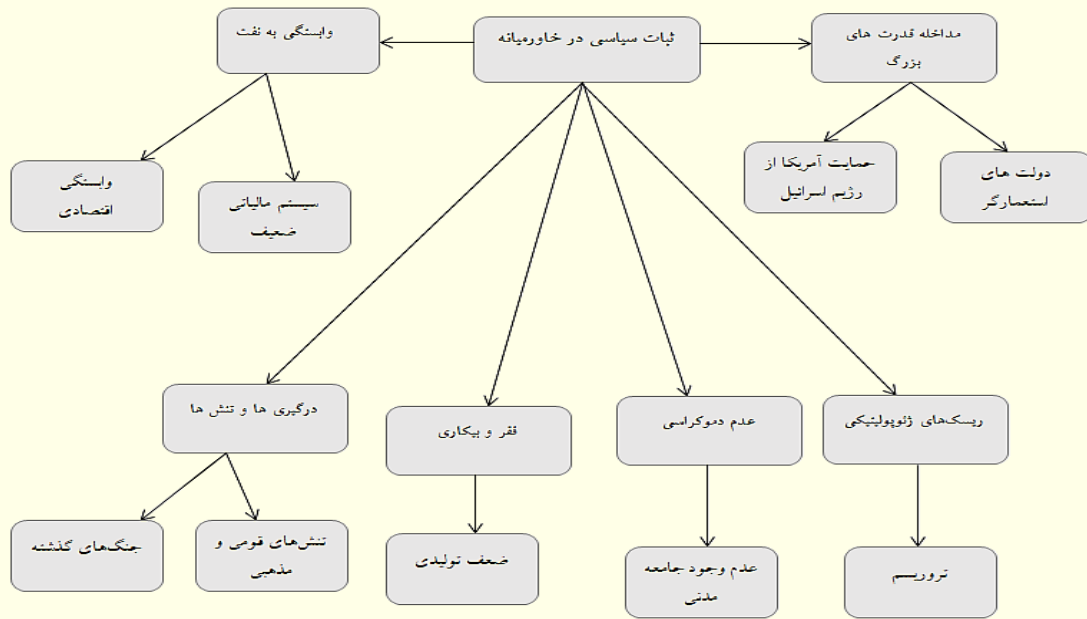 ثبات سیاسی در خاورمیانه
مداخله قدرت های
بزرگ
وابستگی به نفت
دولت های
استعمارگر
حمایت آمریکا از
رژیم اسرائیل
سیستم مالیاتی
ضعیف
وابستگی
اقتصادی
ریسک‌های ژئوپولیتیکی
عدم دموکراسی
فقر و بیکاری
درگیری ها و تنش ها
تروریسم
عدم وجود جامعه
مدنی
ضعف تولیدی
تنش‌های قومی و
مذهبی
جنگ‌های گذشته